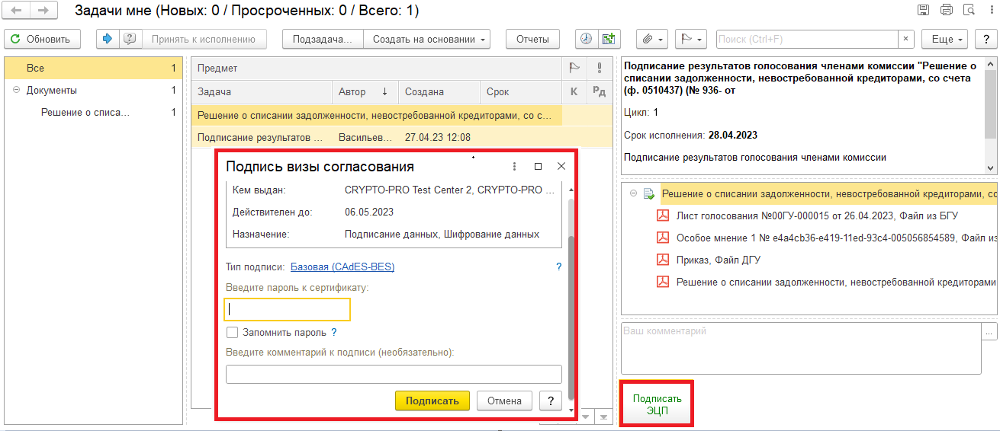 Задачи мне (Новых: 0 / Просроченных: 0 / Всего: 1)
Обновить
Принять к исполнению
Подзадача...
Создать на основании
Отчеты
Поиск (Ctrl+F)
×
Еще
?
Все 1
Документы 1
Решение о списа... 1
Предмет
Задача Автор ↓ Создана Срок К Рд
Решение о списании задолженности, невостребованной кредиторами, со с...
Подписание результатов ... Васильев... 27.04.23 12:08
Подпись визы согласования
Кем выдан: CRYPTO-PRO Test Center 2, CRYPTO-PRO ...
Действителен до: 06.05.2023
Назначение: Подписание данных, Шифрование данных
Тип подписи: Базовая (CAdES-BES) ?
Введите пароль к сертификату:
Запомнить пароль ?
Введите комментарий к подписи (необязательно):
Подписать
Отмена
?
Подписание результатов голосования членами комиссии "Решение о
списании задолженности, невостребованной кредиторами, со счета
(ф. 0510437) (№ 936- от
Цикл: 1
Срок исполнения: 28.04.2023
Подписание результатов голосования членами комиссии
Решение о списании задолженности, невостребованной кредиторами, со
Лист голосования №00ГУ-000015 от 26.04.2023, Файл из БГУ
Особое мнение 1 № e4a4cb36-e419-11ed-93c4-005056854589, Файл из
Приказ, Файл ДГУ
Решение о списании задолженности, невостребованной кредиторами
Ваш комментарий
...
Подписать
ЭЦП